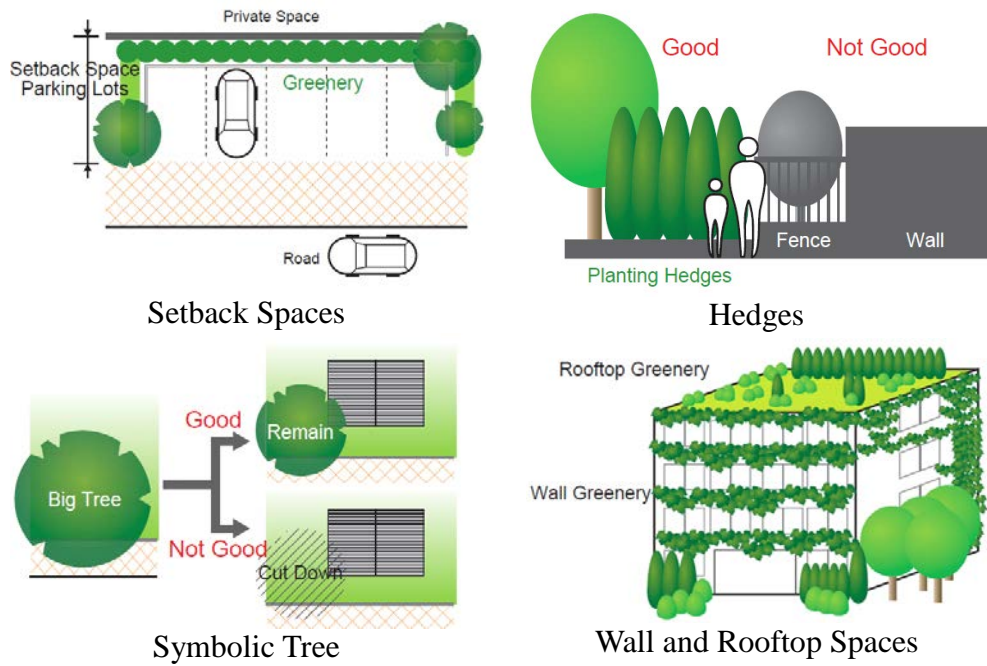 Private Space
Setback Space
Parking Lots
Greenery
Road
Setback Spaces
Good
Not Good
Fence
Wall
Planting Hedges
Hedges
Big Tree
Good
Remain
Not Good
Cut Down
Symbolic Tree
Rooftop Greenery
Wall Greenery
Wall and Rooftop Spaces